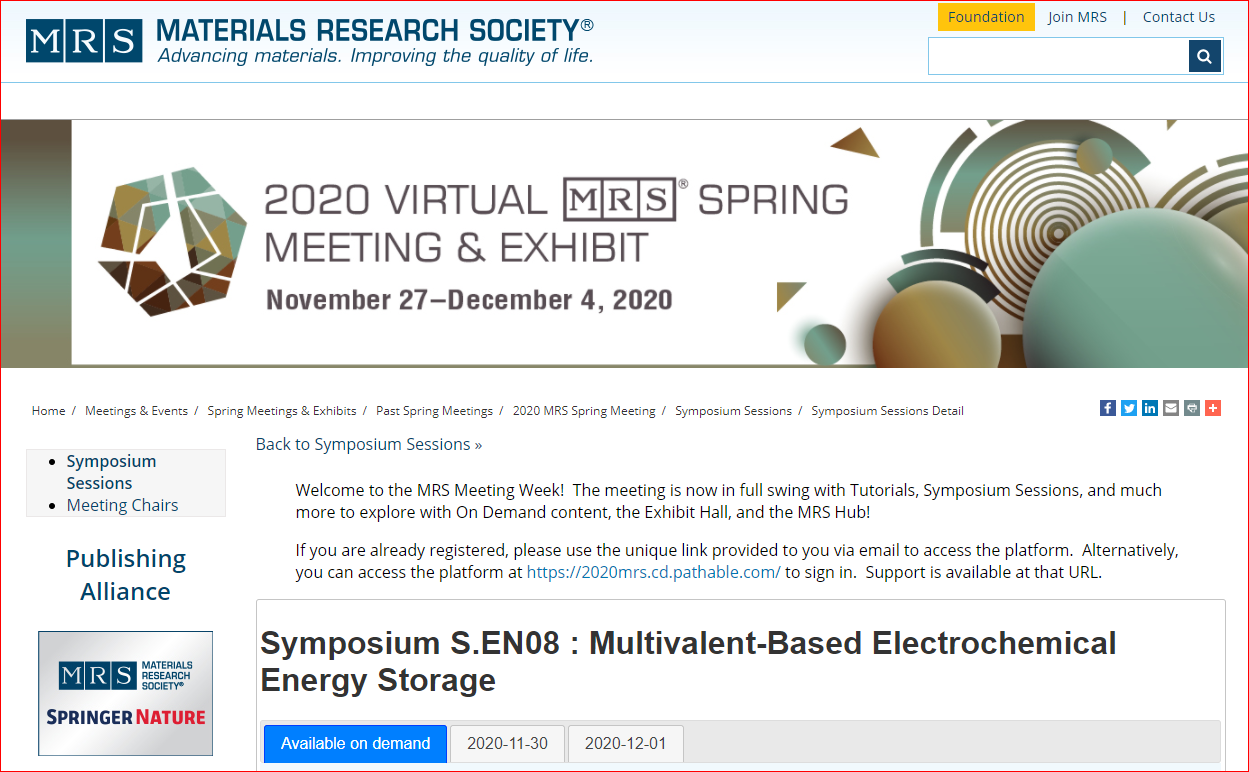 MRS MATERIALS RESEARCH SOCIETY®
Advancing materials. Improving the quality of life.
Foundation Join MRS | Contact Us
2020 VIRTUAL MRS® SPRING
MEETING & EXHIBIT
November 27–December 4, 2020
Home / Meetings & Events / Spring Meetings & Exhibits / Past Spring Meetings / 2020 MRS Spring Meeting / Symposium Sessions / Symposium Sessions Detail
Symposium
Sessions
Meeting Chairs
Publishing
Alliance
MRS MATERIALS
RESEARCH
SOCIETY®
SPRINGER NATURE
Back to Symposium Sessions »
Welcome to the MRS Meeting Week!  The meeting is now in full swing with Tutorials, Symposium Sessions, and much
more to explore with On Demand content, the Exhibit Hall, and the MRS Hub!
If you are already registered, please use the unique link provided to you via email to access the platform.  Alternatively,
you can access the platform at https://2020mrs.cd.pathable.com/ to sign in.  Support is available at that URL.
Symposium S.EN08 : Multivalent-Based Electrochemical
Energy Storage
Available on demand 2020-11-30 2020-12-01